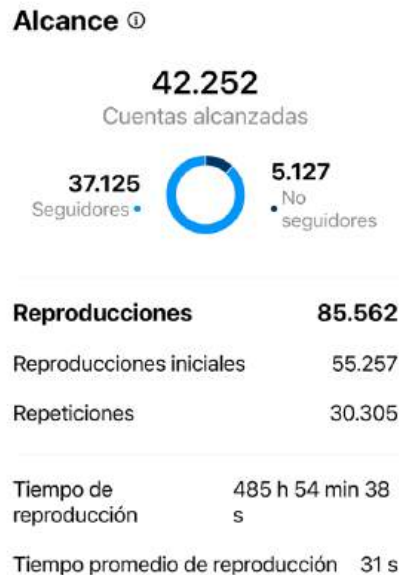 Alcance ⓘ
42.252
Cuentas alcanzadas
37.125
Seguidores
5.127
No
seguidores
Reproducciones 85.562
Reproducciones iniciales 55.257
Repeticiones 30.305
Tiempo de 485 h 54 min 38
reproducción s
Tiempo promedio de reproducción 31 s